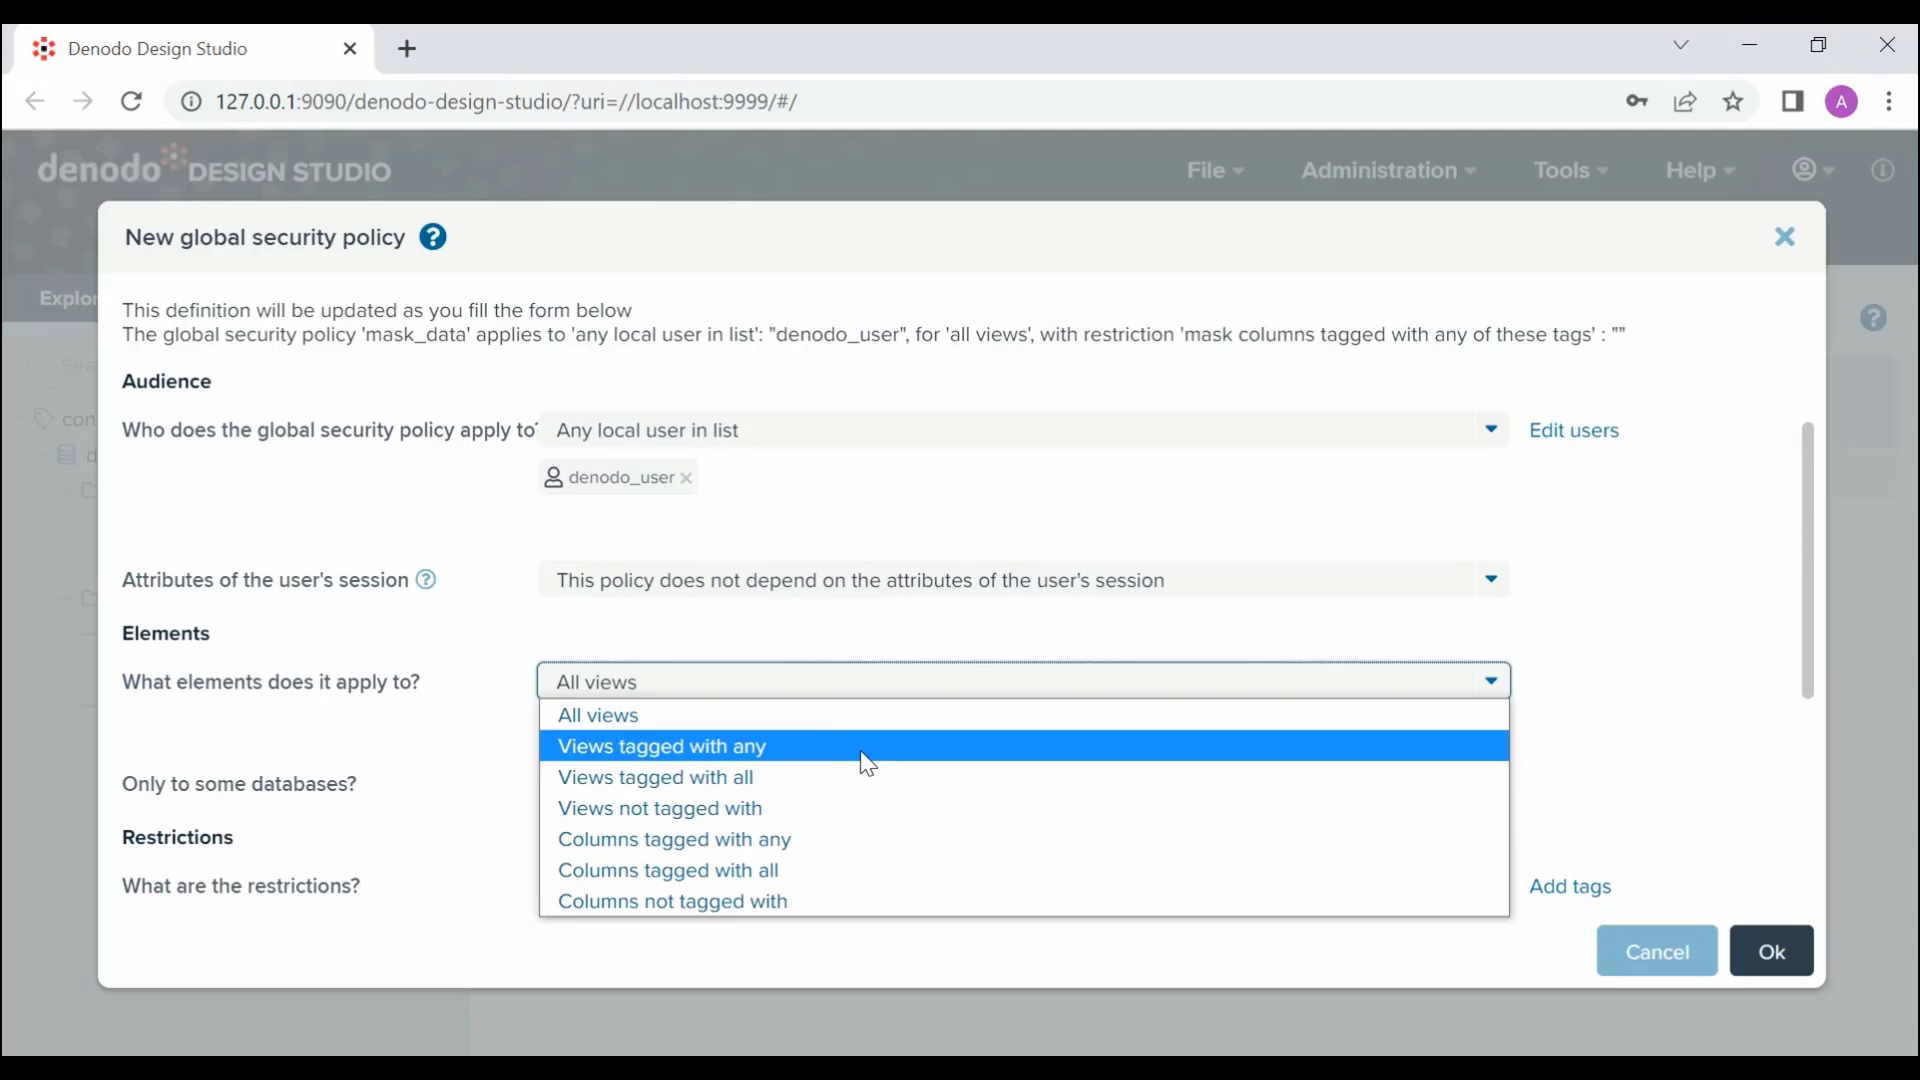 Denodo Design Studio
127.0.0.1:9090/denodo-design-studio/?uri=//localhost:9999/#/
A
denodo DESIGN STUDIO
File
Administration
Tools
Help
New global security policy ?
Explor
This definition will be updated as you fill the form below
The global security policy 'mask_data' applies to 'any local user in list': "denodo_user", for 'all views', with restriction 'mask columns tagged with any of these tags' : ""
Sea
Audience
con
Who does the global security policy apply to?
Any local user in list
Edit users
d
denodo_user
Attributes of the user's session ?
This policy does not depend on the attributes of the user's session
Elements
What elements does it apply to?
All views
All views
Views tagged with any
Views tagged with all
Only to some databases?
Views not tagged with
Restrictions
Columns tagged with any
Columns tagged with all
What are the restrictions?
Add tags
Columns not tagged with
Cancel
Ok